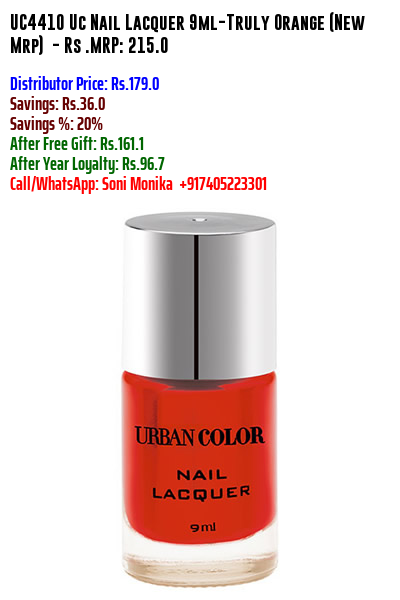 UC4410 Uc Nail Lacquer 9ml-Truly Orange (New
Mrp) - Rs .MRP: 215.0
Distributor Price: Rs.179.0
Savings: Rs.36.0
Savings %: 20%
After Free Gift: Rs.161.1
After Year Loyalty: Rs.96.7
Call/WhatsApp: Soni Monika +917405223301
URBAN COLOR
NAIL
LACQUER
9ml